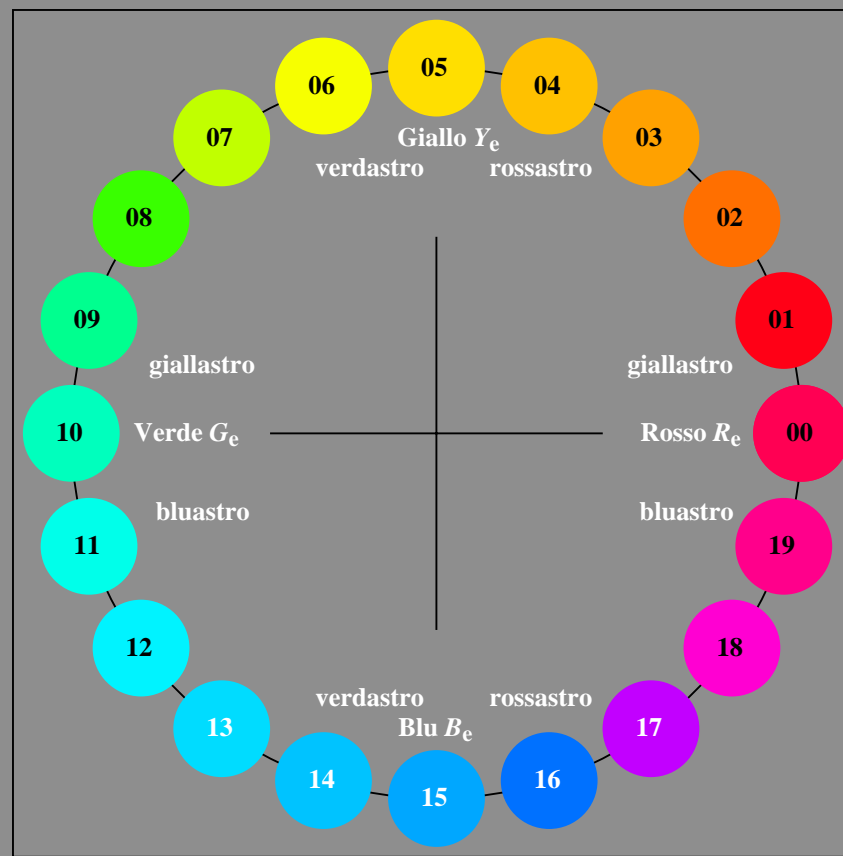 05
06
04
07
Giallo Ye
03
verdastro
rossastro
08
02
09
01
giallastro
giallastro
10
Verde Ge
Rosso Re
00
bluastro
bluastro
11
19
12
18
verdastro
rossastro
13
Blu Be
17
14
16
15